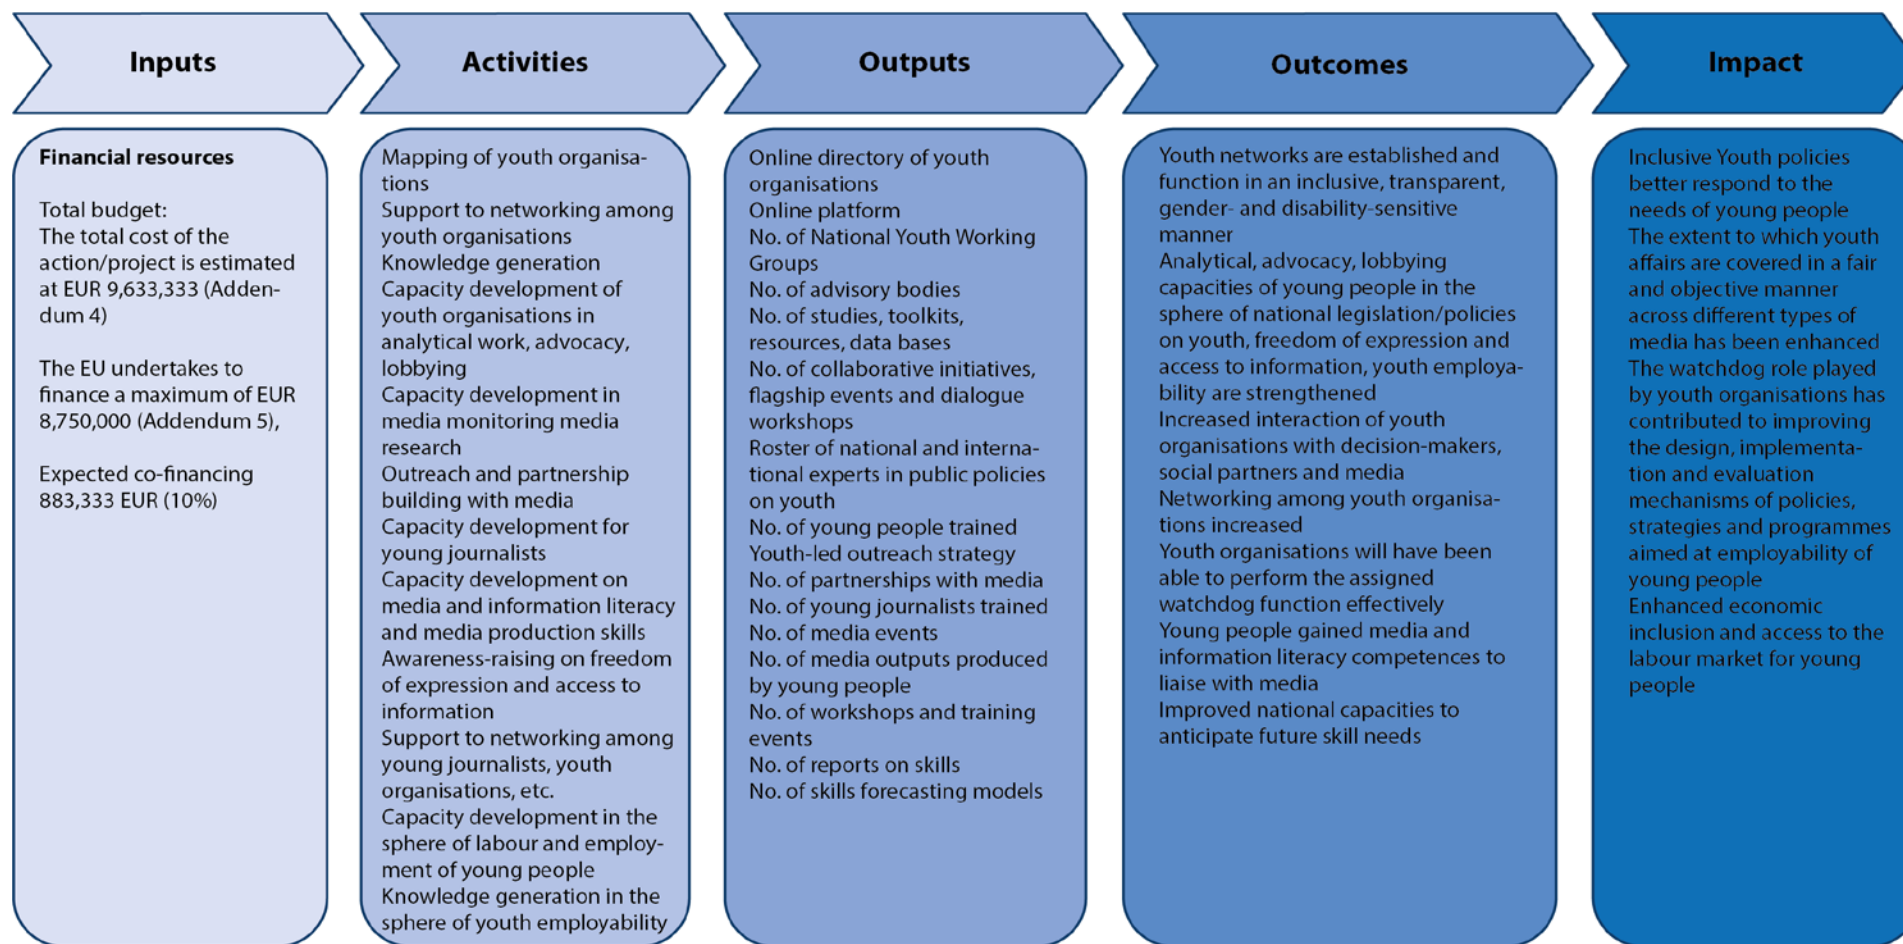 Inputs
Activities
Outputs
Outcomes
Impact
Financial resources
Total budget:
The total cost of the
action/project is estimated
at EUR 9,633,333 (Adden-
dum 4)
The EU undertakes to
finance a maximum of EUR
8,750,000 (Addendum 5),
Expected co-financing
883,333 EUR (10%)
Mapping of youth organisa-
tions
Support to networking among
youth organisations
Knowledge generation
Capacity development of
youth organisations in
analytical work, advocacy,
lobbying
Capacity development in
media monitoring media
research
Outreach and partnership
building with media
Capacity development for
young journalists
Capacity development on
media and information literacy
and media production skills
Awareness-raising on freedom
of expression and access to
information
Support to networking among
young journalists, youth
organisations, etc.
Capacity development in the
sphere of labour and employ-
ment of young people
Knowledge generation in the
sphere of youth employability
Online directory of youth
organisations
Online platform
No. of National Youth Working
Groups
No. of advisory bodies
No. of studies, toolkits,
resources, data bases
No. of collaborative initiatives,
flagship events and dialogue
workshops
Roster of national and interna-
tional experts in public policies
on youth
No. of young people trained
Youth-led outreach strategy
No. of partnerships with media
No. of young journalists trained
No. of media events
No. of media outputs produced
by young people
No. of workshops and training
events
No. of reports on skills
No. of skills forecasting models
Youth networks are established and
function in an inclusive, transparent,
gender- and disability-sensitive
manner
Analytical, advocacy, lobbying
capacities of young people in the
sphere of national legislation/policies
on youth, freedom of expression and
access to information, youth employa-
bility are strengthened
Increased interaction of youth
organisations with decision-makers,
social partners and media
Networking among youth organisa-
tions increased
Youth organisations will have been
able to perform the assigned
watchdog function effectively
Young people gained media and
information literacy competences to
liaise with media
Improved national capacities to
anticipate future skill needs
Inclusive Youth policies
better respond to the
needs of young people
The extent to which youth
affairs are covered in a fair
and objective manner
across different types of
media has been enhanced
The watchdog role played
by youth organisations has
contributed to improving
the design, implementa-
tion and evaluation
mechanisms of policies,
strategies and programmes
aimed at employability of
young people
Enhanced economic
inclusion and access to the
labour market for young
people